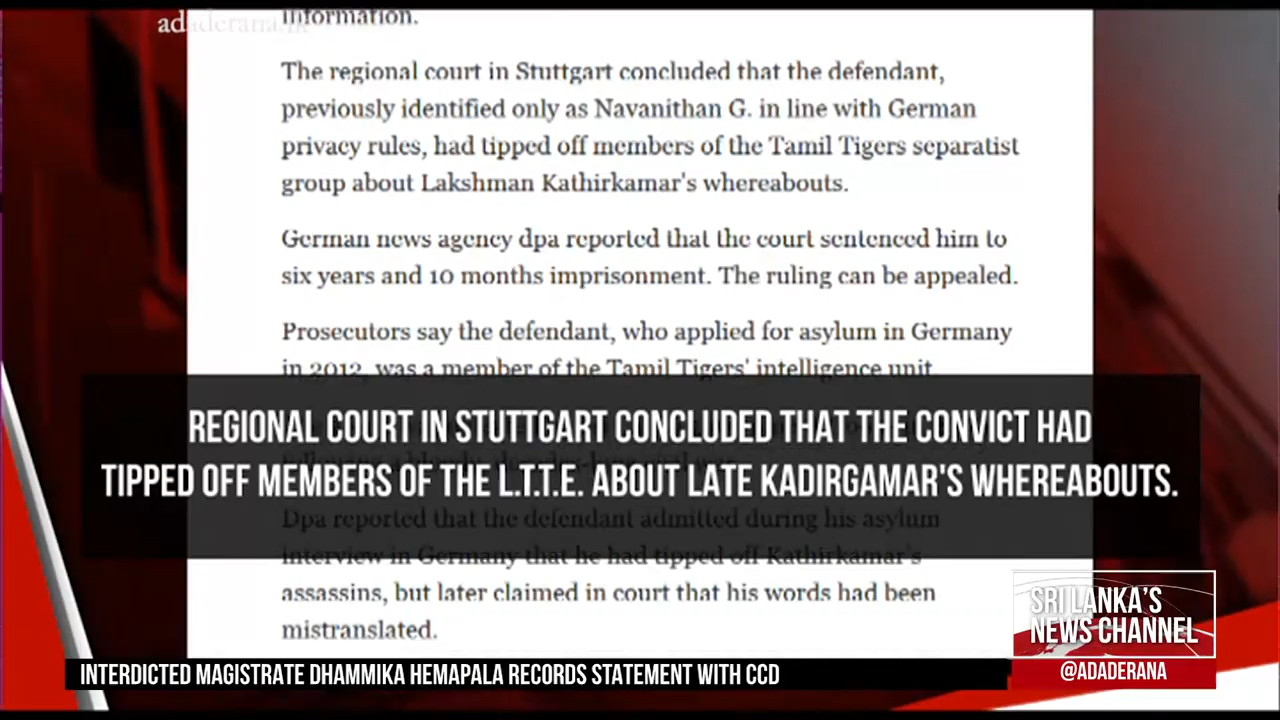 adaderana.lk
information.
The regional court in Stuttgart concluded that the defendant,
previously identified only as Navanithan G. in line with German
privacy rules, had tipped off members of the Tamil Tigers separatist
group about Lakshman Kathirkamar's whereabouts.
German news agency dpa reported that the court sentenced him to
six years and 10 months imprisonment. The ruling can be appealed.
Prosecutors say the defendant, who applied for asylum in Germany
in 2012, was a member of the Tamil Tigers' intelligence unit.
REGIONAL COURT IN STUTTGART CONCLUDED THAT THE CONVICT HAD
TIPPED OFF MEMBERS OF THE L.T.T.E. ABOUT LATE KADIRGAMAR'S WHEREABOUTS.
Dpa reported that the defendant admitted during his asylum
interview in Germany that he had tipped off Kathirkamar's
assassins, but later claimed in court that his words had been
mistranslated.
SRI LANKA'S
NEWS CHANNEL
@ADADERANA
INTERDICTED MAGISTRATE DHAMMIKA HEMAPALA RECORDS STATEMENT WITH CCD